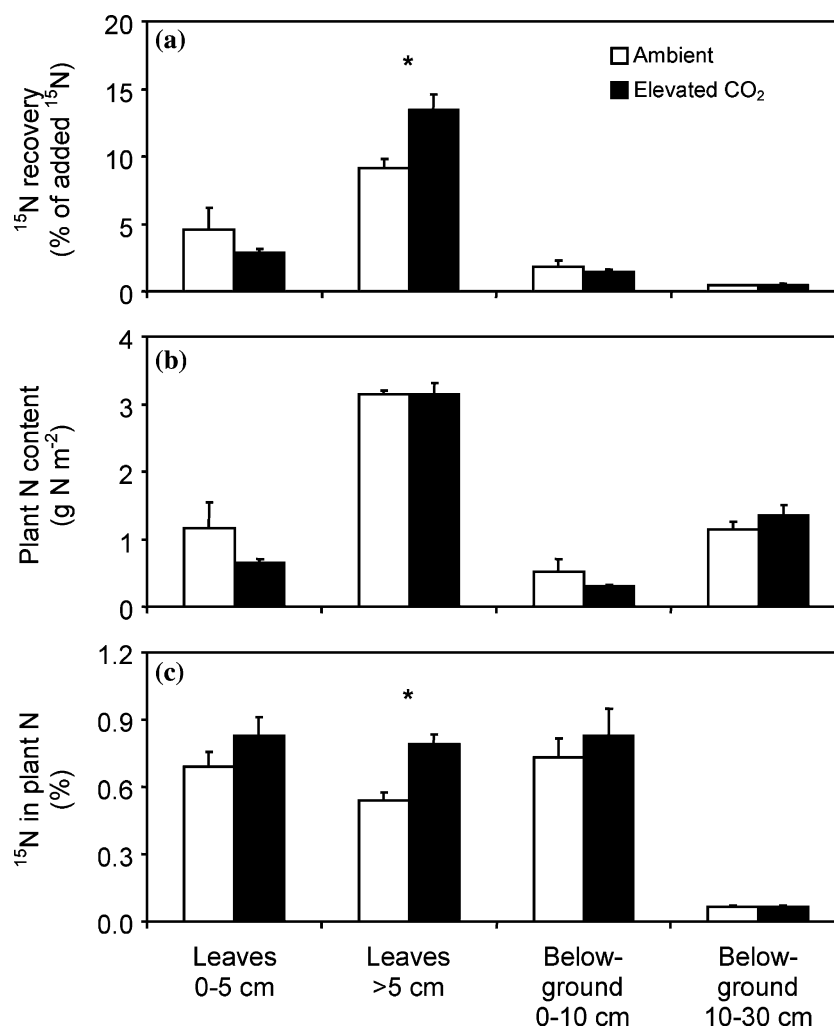 (a)
*
Ambient
Elevated CO₂
20
15
10
5
0
¹⁵N recovery
(% of added ¹⁵N)
(b)
4
3
2
1
0
Plant N content
(g N m⁻²)
(c)
*
1.2
0.9
0.6
0.3
0.0
¹⁵N in plant N
(%)
Leaves
0-5 cm
Leaves
>5 cm
Below-
ground
0-10 cm
Below-
ground
10-30 cm